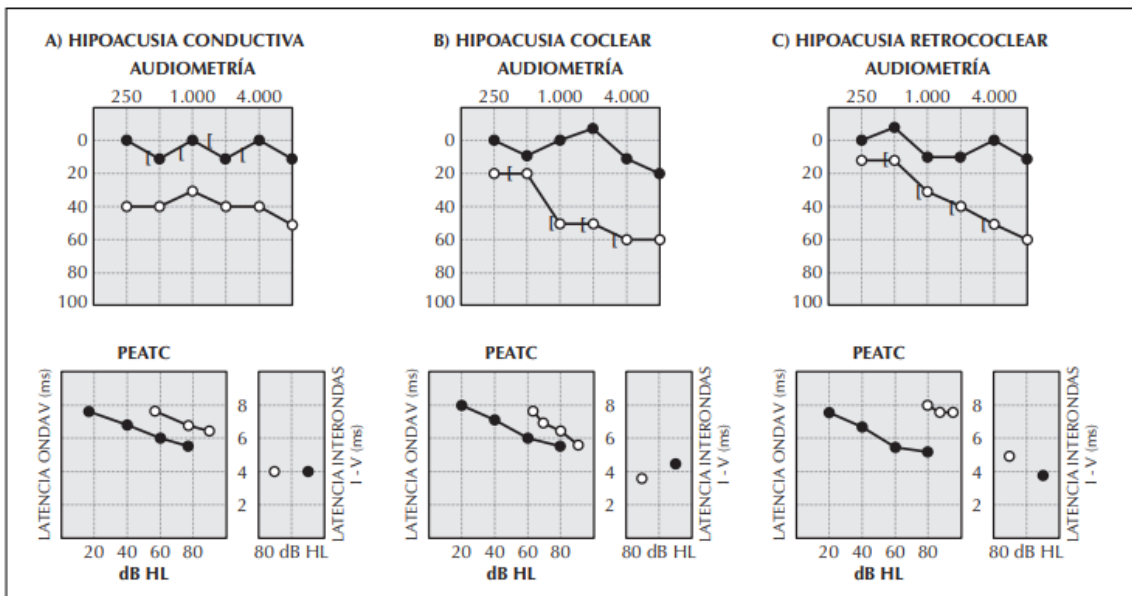 A) HIPOACUSIA CONDUCTIVA
AUDIOMETRÍA
250 1.000 4.000
0
20
40
60
80
100
PEATC
LATENCIA ONDA V (ms)
8
6
4
2
LATENCIA INTERONDAS
I - V (ms)
20 40 60 80
80 dB HL
dB HL
B) HIPOACUSIA COCLEAR
AUDIOMETRÍA
250 1.000 4.000
0
20
40
60
80
100
PEATC
LATENCIA ONDA V (ms)
8
6
4
2
LATENCIA INTERONDAS
I - V (ms)
20 40 60 80
80 dB HL
dB HL
C) HIPOACUSIA RETROCOCLEAR
AUDIOMETRÍA
250 1.000 4.000
0
20
40
60
80
100
PEATC
LATENCIA ONDA V (ms)
8
6
4
2
LATENCIA INTERONDAS
I - V (ms)
20 40 60 80
80 dB HL
dB HL